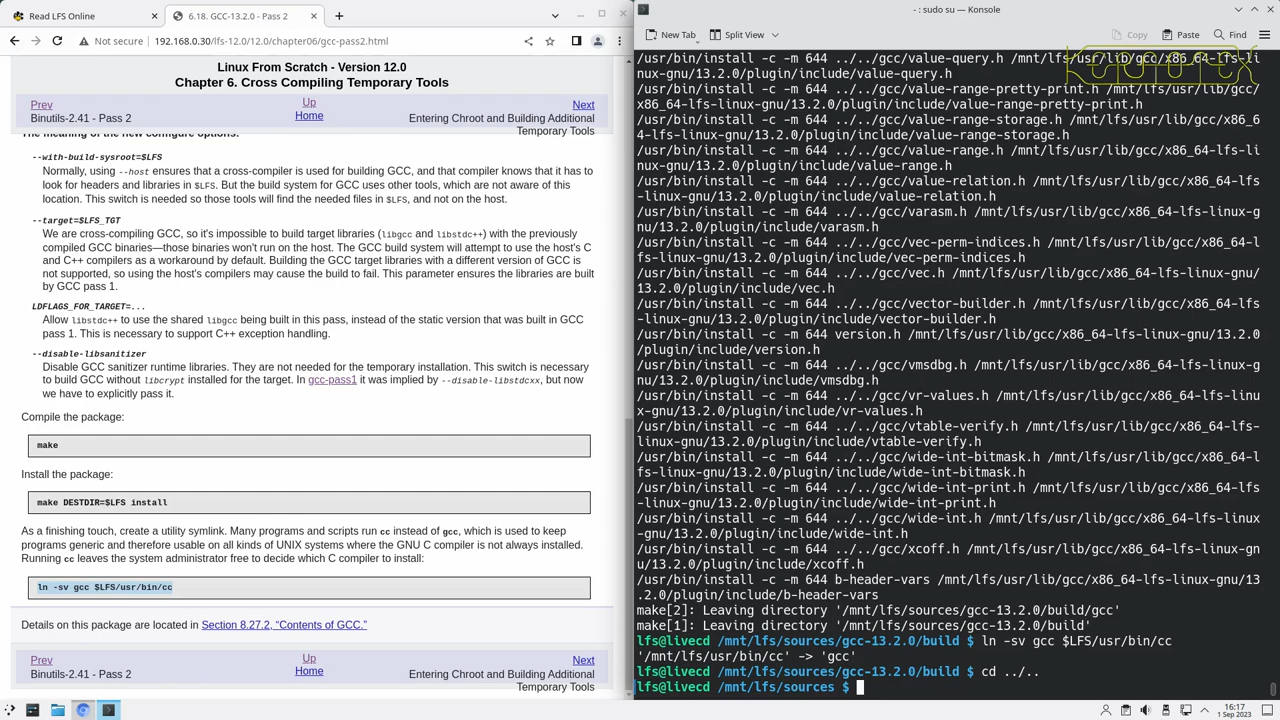 Read LFS Online
6.18. GCC-13.2.0 - Pass 2
Not secure
192.168.0.30/lfs-12.0/12.0/chapter06/gcc-pass2.html
Linux From Scratch - Version 12.0
Chapter 6. Cross Compiling Temporary Tools
Prev
Binutils-2.41 - Pass 2
Up
Home
Next
Entering Chroot and Building Additional
Temporary Tools
The meaning of the new configure options:
--with-build-sysroot=$LFS
Normally, using --host ensures that a cross-compiler is used for building GCC, and that compiler knows that it has to
look for headers and libraries in $LFS. But the build system for GCC uses other tools, which are not aware of this
location. This switch is needed so those tools will find the needed files in $LFS, and not on the host.
--target=$LFS_TGT
We are cross-compiling GCC, so it's impossible to build target libraries (libgcc and libstdc++) with the previously
compiled GCC binaries—those binaries won't run on the host. The GCC build system will attempt to use the host's C
and C++ compilers as a workaround by default. Building the GCC target libraries with a different version of GCC is
not supported, so using the host's compilers may cause the build to fail. This parameter ensures the libraries are built
by GCC pass 1.
LDFLAGS_FOR_TARGET=...
Allow libstdc++ to use the shared libgcc being built in this pass, instead of the static version that was built in GCC
pass 1. This is necessary to support C++ exception handling.
--disable-libsanitizer
Disable GCC sanitizer runtime libraries. They are not needed for the temporary installation. This switch is necessary
to build GCC without libcrypt installed for the target. In gcc-pass1 it was implied by --disable-libstdcxx, but now
we have to explicitly pass it.
Compile the package:
make
Install the package:
make DESTDIR=$LFS install
As a finishing touch, create a utility symlink. Many programs and scripts run cc instead of gcc, which is used to keep
programs generic and therefore usable on all kinds of UNIX systems where the GNU C compiler is not always installed.
Running cc leaves the system administrator free to decide which C compiler to install:
ln -sv gcc $LFS/usr/bin/cc
Details on this package are located in Section 8.27.2, “Contents of GCC.”
Prev
Binutils-2.41 - Pass 2
Up
Home
Next
Entering Chroot and Building Additional
Temporary Tools
- : sudo su — Konsole
New Tab
Split View
Copy
Paste
Find
/usr/bin/install -c -m 644 ../../gcc/value-query.h /mnt/lfs/usr/lib/gcc/x86_64-lfs-li
nux-gnu/13.2.0/plugin/include/value-query.h
/usr/bin/install -c -m 644 ../../gcc/value-range-pretty-print.h /mnt/lfs/usr/lib/gcc/
x86_64-lfs-linux-gnu/13.2.0/plugin/include/value-range-pretty-print.h
/usr/bin/install -c -m 644 ../../gcc/value-range-storage.h /mnt/lfs/usr/lib/gcc/x86_6
4-lfs-linux-gnu/13.2.0/plugin/include/value-range-storage.h
/usr/bin/install -c -m 644 ../../gcc/value-range.h /mnt/lfs/usr/lib/gcc/x86_64-lfs-li
nux-gnu/13.2.0/plugin/include/value-range.h
/usr/bin/install -c -m 644 ../../gcc/value-relation.h /mnt/lfs/usr/lib/gcc/x86_64-lfs
-linux-gnu/13.2.0/plugin/include/value-relation.h
/usr/bin/install -c -m 644 ../../gcc/varasm.h /mnt/lfs/usr/lib/gcc/x86_64-lfs-linux-g
nu/13.2.0/plugin/include/varasm.h
/usr/bin/install -c -m 644 ../../gcc/vec-perm-indices.h /mnt/lfs/usr/lib/gcc/x86_64-l
fs-linux-gnu/13.2.0/plugin/include/vec-perm-indices.h
/usr/bin/install -c -m 644 ../../gcc/vec.h /mnt/lfs/usr/lib/gcc/x86_64-lfs-linux-gnu/
13.2.0/plugin/include/vec.h
/usr/bin/install -c -m 644 ../../gcc/vector-builder.h /mnt/lfs/usr/lib/gcc/x86_64-lfs
-linux-gnu/13.2.0/plugin/include/vector-builder.h
/usr/bin/install -c -m 644 version.h /mnt/lfs/usr/lib/gcc/x86_64-lfs-linux-gnu/13.2.0
/plugin/include/version.h
/usr/bin/install -c -m 644 ../../gcc/vmsdbg.h /mnt/lfs/usr/lib/gcc/x86_64-lfs-linux-g
nu/13.2.0/plugin/include/vmsdbg.h
/usr/bin/install -c -m 644 ../../gcc/vr-values.h /mnt/lfs/usr/lib/gcc/x86_64-lfs-linu
x-gnu/13.2.0/plugin/include/vr-values.h
/usr/bin/install -c -m 644 ../../gcc/vtable-verify.h /mnt/lfs/usr/lib/gcc/x86_64-lfs-
linux-gnu/13.2.0/plugin/include/vtable-verify.h
/usr/bin/install -c -m 644 ../../gcc/wide-int-bitmask.h /mnt/lfs/usr/lib/gcc/x86_64-l
fs-linux-gnu/13.2.0/plugin/include/wide-int-bitmask.h
/usr/bin/install -c -m 644 ../../gcc/wide-int-print.h /mnt/lfs/usr/lib/gcc/x86_64-lfs
-linux-gnu/13.2.0/plugin/include/wide-int-print.h
/usr/bin/install -c -m 644 ../../gcc/wide-int.h /mnt/lfs/usr/lib/gcc/x86_64-lfs-linux
-gnu/13.2.0/plugin/include/wide-int.h
/usr/bin/install -c -m 644 ../../gcc/xcoff.h /mnt/lfs/usr/lib/gcc/x86_64-lfs-linux-gn
u/13.2.0/plugin/include/xcoff.h
/usr/bin/install -c -m 644 b-header-vars /mnt/lfs/usr/lib/gcc/x86_64-lfs-linux-gnu/13
.2.0/plugin/include/b-header-vars
make[2]: Leaving directory '/mnt/lfs/sources/gcc-13.2.0/build/gcc'
make[1]: Leaving directory '/mnt/lfs/sources/gcc-13.2.0/build'
lfs@livecd /mnt/lfs/sources/gcc-13.2.0/build $ ln -sv gcc $LFS/usr/bin/cc
'/mnt/lfs/usr/bin/cc' -> 'gcc'
lfs@livecd /mnt/lfs/sources/gcc-13.2.0/build $ cd ../..
lfs@livecd /mnt/lfs/sources $
16:17
1 Sep 2023